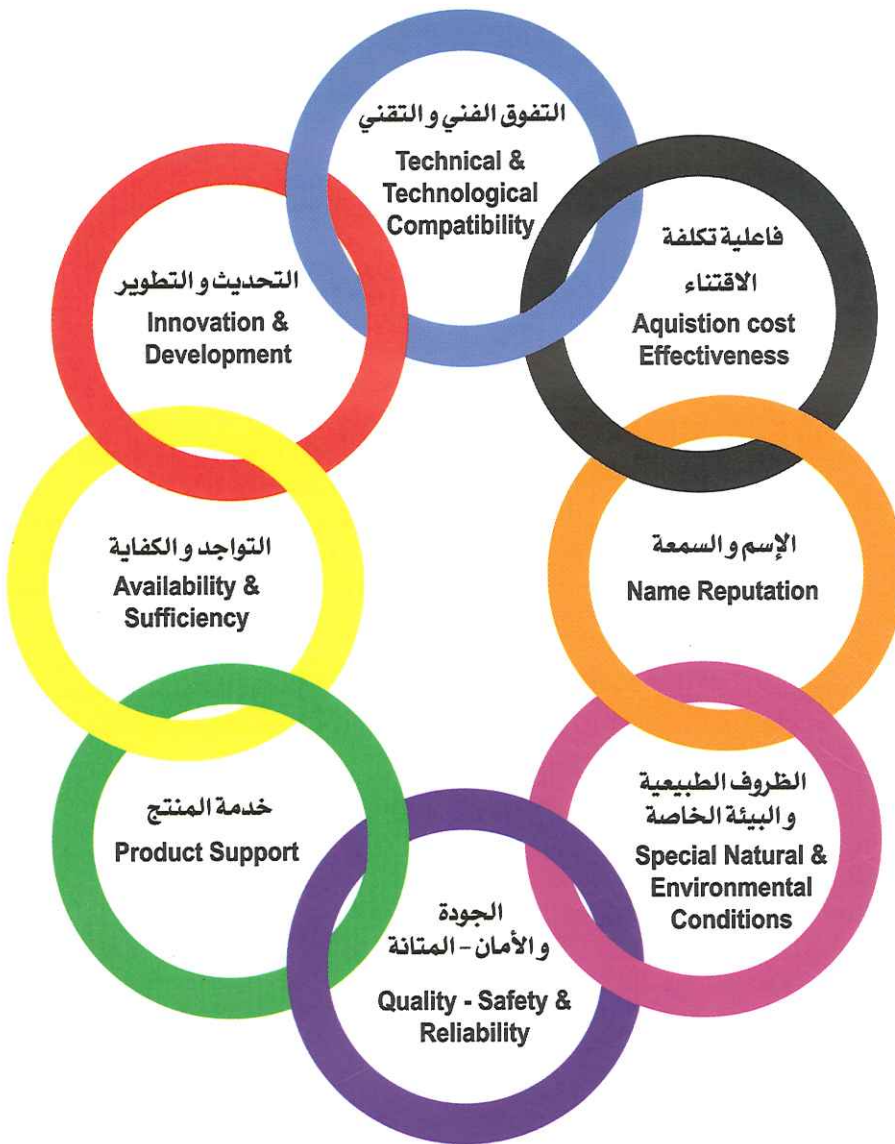 التفوق الفني و التقني
Technical &
Technological
Compatibility
فاعلية تكلفة
الاقتناء
Aquistion cost
Effectiveness
الإسم و السمعة
Name Reputation
الظروف الطبيعية
و البيئة الخاصة
Special Natural &
Environmental
Conditions
الجودة
و الأمان - المتانة
Quality - Safety &
Reliability
خدمة المنتج
Product Support
التواجد و الكفاية
Availability &
Sufficiency
التحديث و التطوير
Innovation &
Development